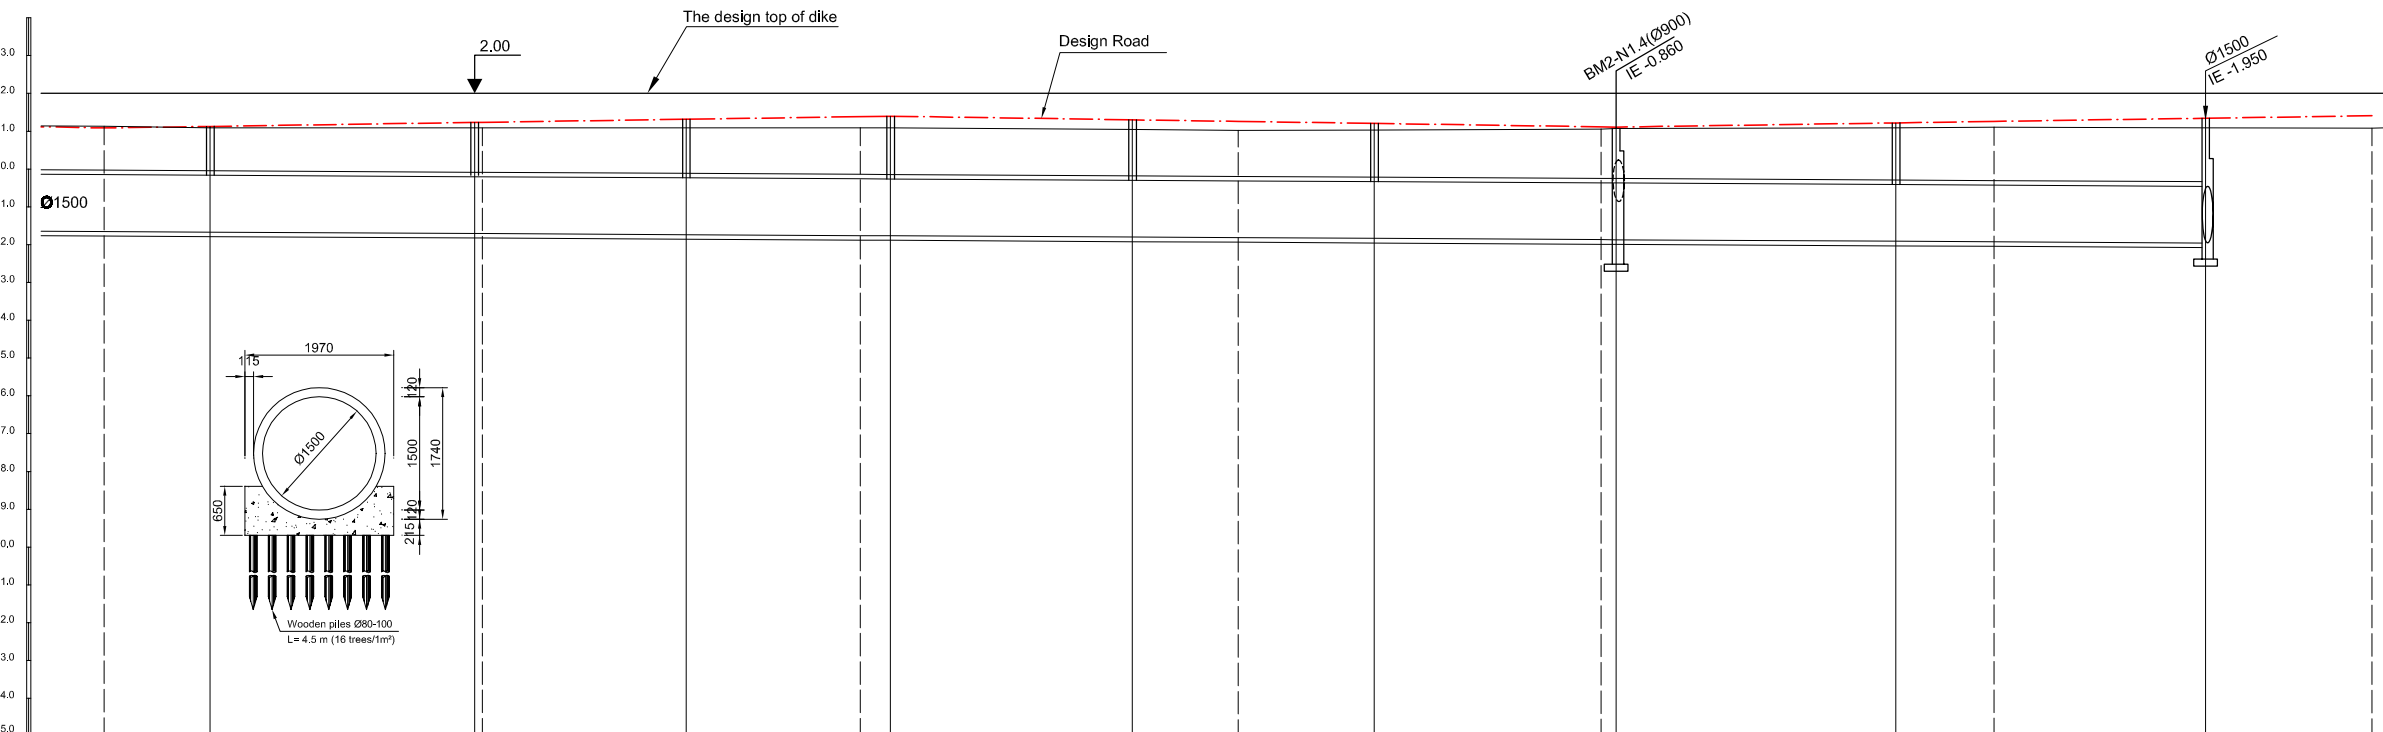 The design top of dike
2.00
Design Road
BM2-N1.4(Ø900)
IE -0.860
Ø1500
IE -1.950
3.0
2.0
1.0
0.0
1.0
2.0
3.0
4.0
5.0
6.0
7.0
8.0
9.0
0.0
1.0
2.0
3.0
4.0
5.0
Ø1500
1970
115
120
1500
1740
Ø1500
120
215
650
Wooden piles Ø80-100
L= 4.5 m (16 trees/1m²)